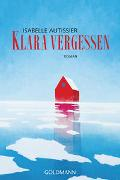 ISABELLE AUTISSIER
KLARA VERGESSEN
ROMAN
GOLDMANN